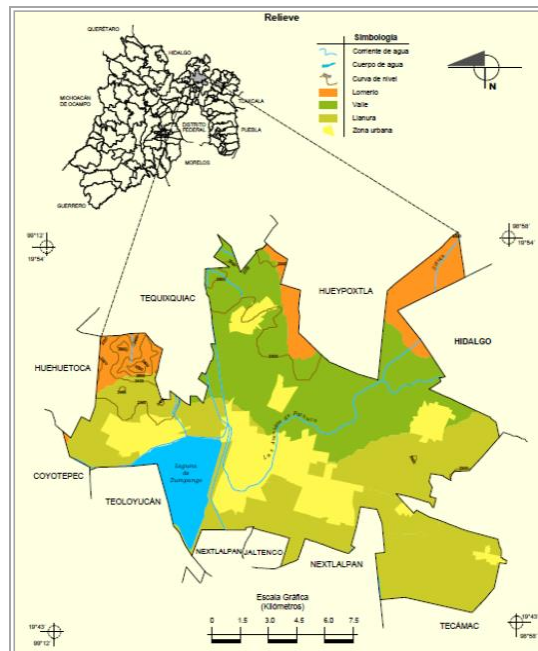 Relieve
QUERÉTARO
HIDALGO
MICHOACÁN
DE OCAMPO
TLAXCALA
DISTRITO
FEDERAL
PUEBLA
MORELOS
GUERRERO
Simbología
Corriente de agua
Cuerpo de agua
Curva de nivel
Lomerío
Valle
Llanura
Zona urbana
N
99°12'
19°54'
98°56'
19°54'
TEQUIXQUIAC
HUEYPOXTLA
HIDALGO
HUEHUETOCA
COYOTEPEC
TEOLOYUCÁN
Laguna
de
Zumpango
NEXTLALPAN
JALTENCO
NEXTLALPAN
TECÁMAC
Escala Gráfica
(Kilómetros)
0 1.5 3.0 4.5 6.0 7.5
19°43'
99°12'
19°43'
98°56'